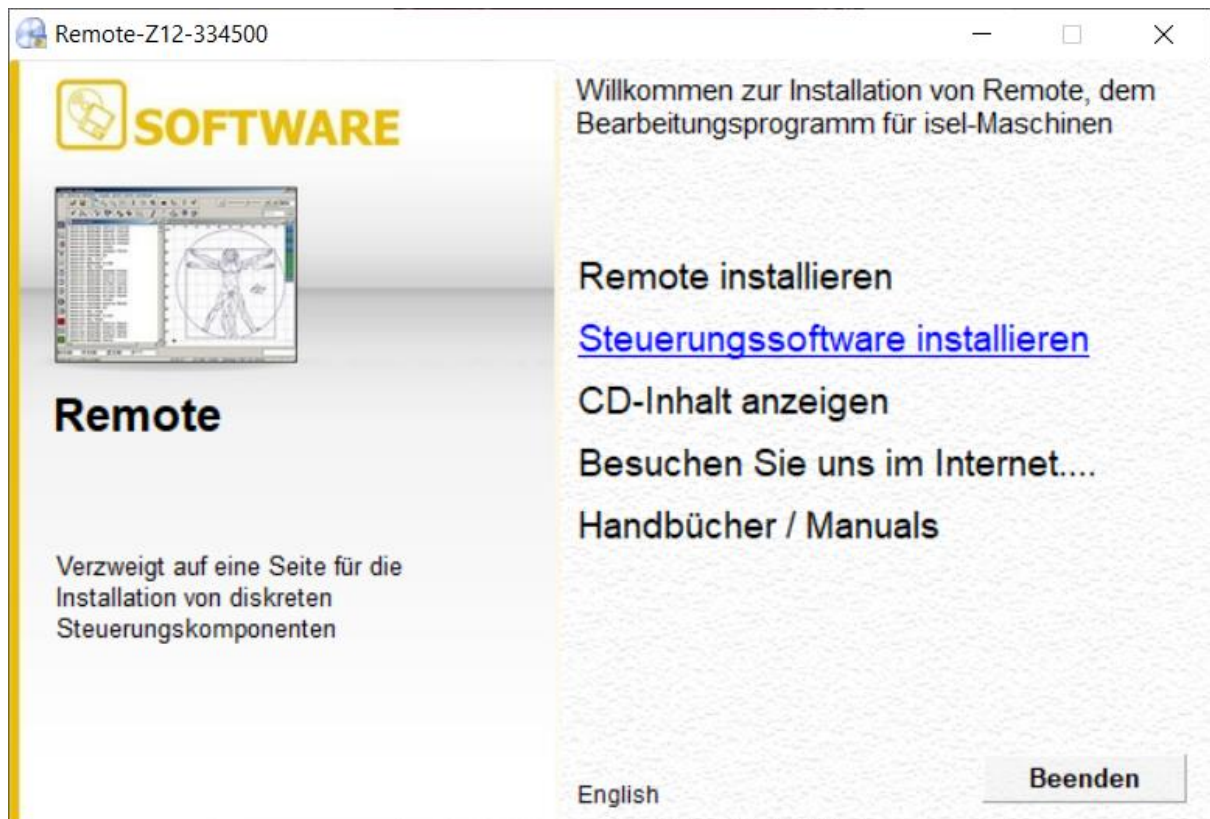 Remote-Z12-334500
SOFTWARE
Remote
Verzweigt auf eine Seite für die
Installation von diskreten
Steuerungskomponenten
Willkommen zur Installation von Remote, dem
Bearbeitungsprogramm für isel-Maschinen
Remote installieren
Steuerungssoftware installieren
CD-Inhalt anzeigen
Besuchen Sie uns im Internet....
Handbücher / Manuals
English
Beenden